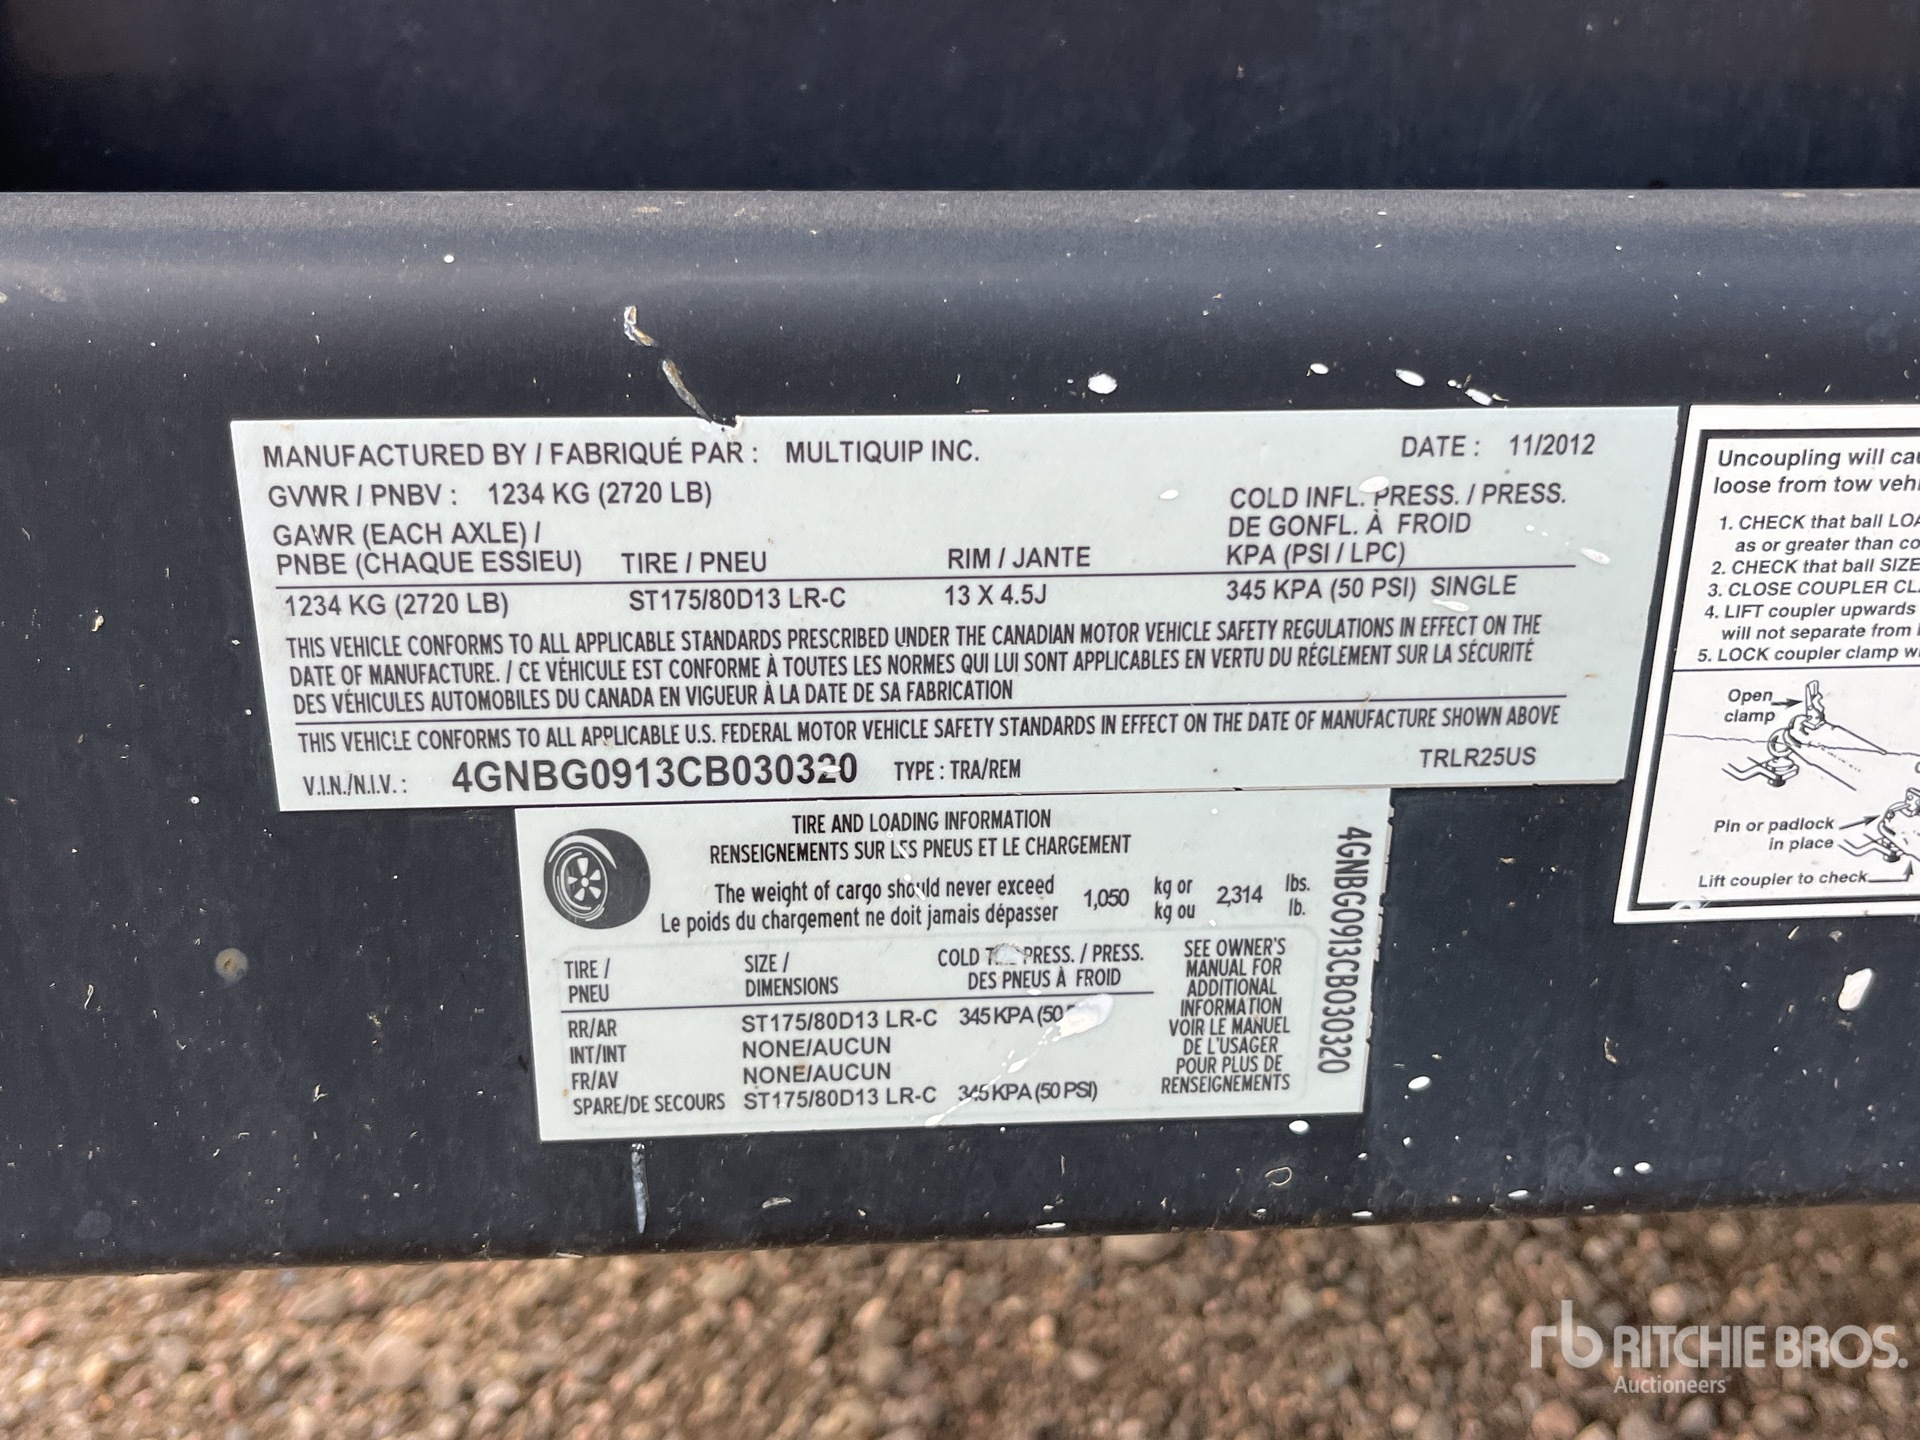 MANUFACTURED BY / FABRIQUÉ PAR : MULTIQUIP INC. DATE : 11/2012
GVWR / PNBV : 1234 KG (2720 LB)
GAWR (EACH AXLE) /
PNBE (CHAQUE ESSIEU) TIRE / PNEU RIM / JANTE
COLD INFL. PRESS. / PRESS.
DE GONFL. À FROID
KPA (PSI / LPC)
1234 KG (2720 LB) ST175/80D13 LR-C 13 X 4.5J 345 KPA (50 PSI) SINGLE
THIS VEHICLE CONFORMS TO ALL APPLICABLE STANDARDS PRESCRIBED UNDER THE CANADIAN MOTOR VEHICLE SAFETY REGULATIONS IN EFFECT ON THE
DATE OF MANUFACTURE. / CE VÉHICULE EST CONFORME À TOUTES LES NORMES QUI LUI SONT APPLICABLES EN VERTU DU RÉGLEMENT SUR LA SÉCURITÉ
DES VÉHICULES AUTOMOBILES DU CANADA EN VIGUEUR À LA DATE DE SA FABRICATION
THIS VEHICLE CONFORMS TO ALL APPLICABLE U.S. FEDERAL MOTOR VEHICLE SAFETY STANDARDS IN EFFECT ON THE DATE OF MANUFACTURE SHOWN ABOVE
V.I.N./N.I.V. : 4GNBG0913CB030320 TYPE : TRA/REM TRLR25US
TIRE AND LOADING INFORMATION
RENSEIGNEMENTS SUR LES PNEUS ET LE CHARGEMENT
The weight of cargo should never exceed 1,050 kg or 2,314 lbs.
Le poids du chargement ne doit jamais dépasser kg ou lb.
TIRE / SIZE / COLD PRESS. / PRESS.
PNEU DIMENSIONS DES PNEUS À FROID
RR/AR ST175/80D13 LR-C 345 KPA (50
INT/INT NONE/AUCUN
FR/AV NONE/AUCUN
SPARE/DE SECOURS ST175/80D13 LR-C 345 KPA (50 PSI)
SEE OWNER'S
MANUAL FOR
ADDITIONAL
INFORMATION
VOIR LE MANUEL
DE L'USAGER
POUR PLUS DE
RENSEIGNEMENTS
4GNBG0913CB030320
Uncoupling will
loose from tow
1. CHECK that ball
as or greater than
2. CHECK that ball SIZE
3. CLOSE COUPLER
4. LIFT coupler upwards
will not separate from
5. LOCK coupler clamp
Open
clamp
Pin or padlock
in place
Lift coupler to check
rb RITCHIE BROS.
Auctioneers